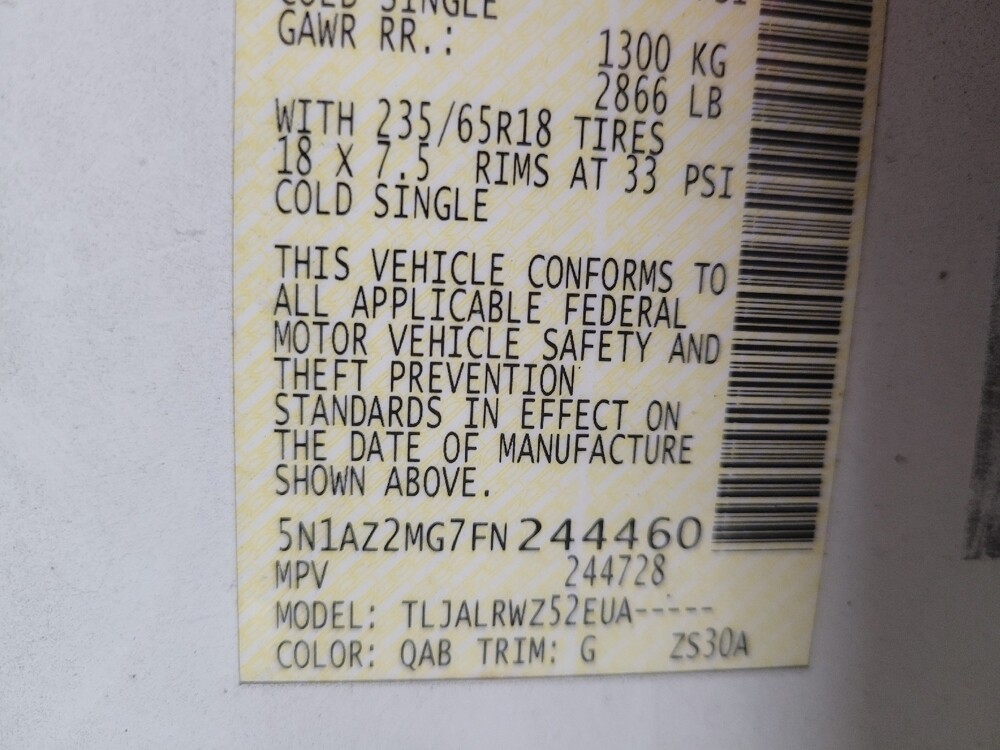 COLD SINGLE
GAWR RR.: 1300 KG
2866 LB
WITH 235/65R18 TIRES
18 X 7.5 RIMS AT 33 PSI
COLD SINGLE
THIS VEHICLE CONFORMS TO
ALL APPLICABLE FEDERAL
MOTOR VEHICLE SAFETY AND
THEFT PREVENTION
STANDARDS IN EFFECT ON
THE DATE OF MANUFACTURE
SHOWN ABOVE.
5N1AZ2MG7FN244460
MPV 244728
MODEL: TLJALRWZ52EUA-----
COLOR: QAB TRIM: G ZS30A